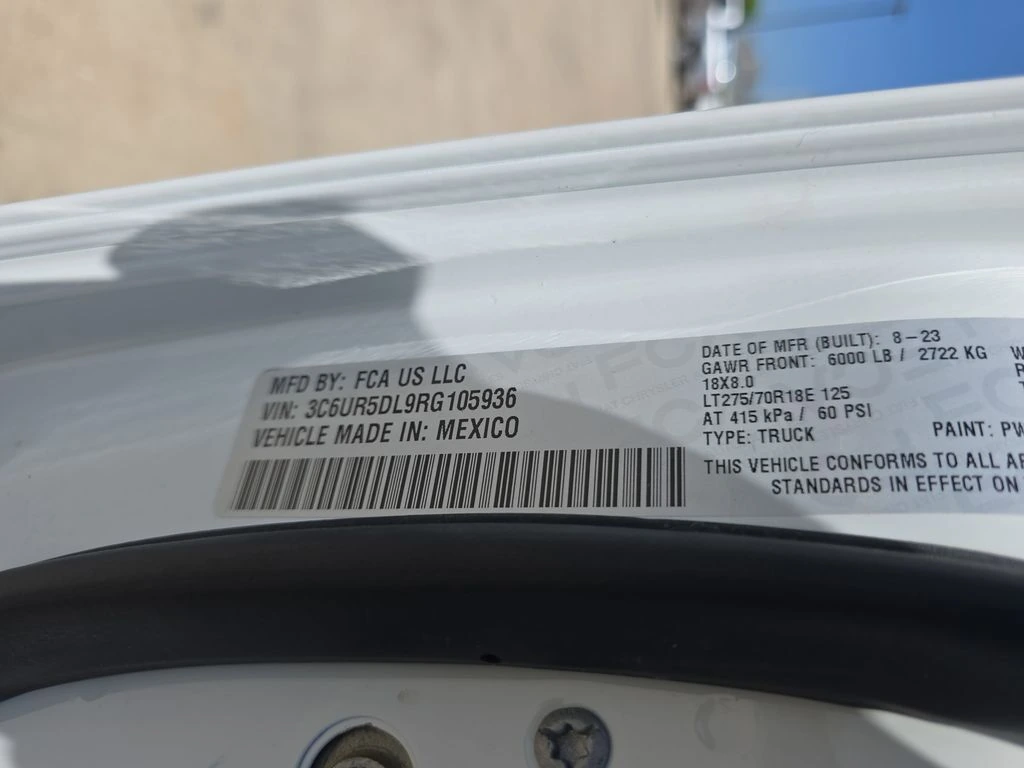 MFD BY: FCA US LLC
VIN: 3C6UR5DL9RG105936
VEHICLE MADE IN: MEXICO
DATE OF MFR (BUILT): 8-23
GAWR FRONT: 6000 LB / 2722 KG
18X8.0
LT275/70R18E 125
AT 415 kPa / 60 PSI
TYPE: TRUCK PAINT: PW
THIS VEHICLE CONFORMS TO ALL
STANDARDS IN EFFECT ON